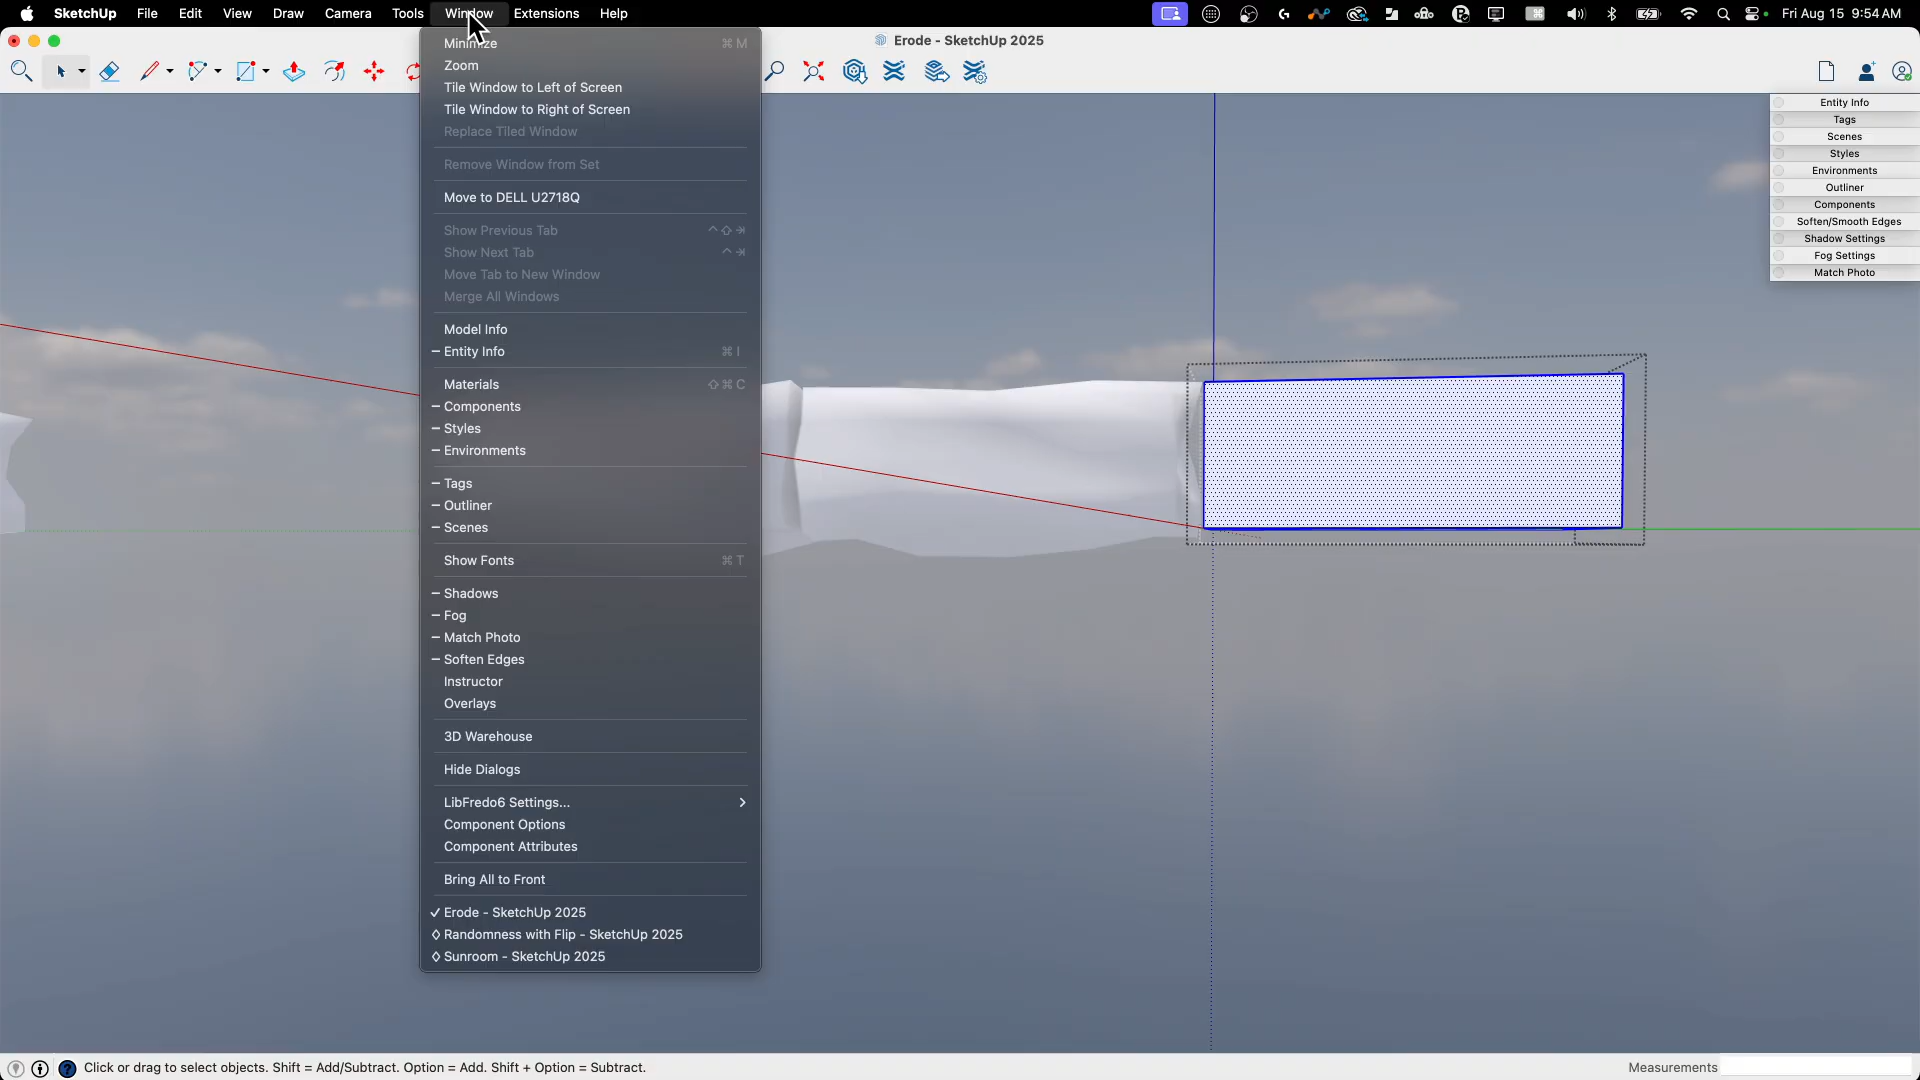 SketchUp File Edit View Draw Camera Tools Window Extensions Help Fri Aug 15 9:54 AM
Erode - SketchUp 2025
Minimize ⌘ M
Zoom
Tile Window to Left of Screen
Tile Window to Right of Screen
Replace Tiled Window
Remove Window from Set
Move to DELL U2718Q
Show Previous Tab ⌃⇧⇥
Show Next Tab ⌃⇥
Move Tab to New Window
Merge All Windows
Model Info
– Entity Info ⌘ I
Materials ⇧⌘ C
– Components
– Styles
– Environments
– Tags
– Outliner
– Scenes
Show Fonts ⌘ T
– Shadows
– Fog
– Match Photo
– Soften Edges
Instructor
Overlays
3D Warehouse
Hide Dialogs
LibFredo6 Settings...
Component Options
Component Attributes
Bring All to Front
✓ Erode - SketchUp 2025
◊ Randomness with Flip - SketchUp 2025
◊ Sunroom - SketchUp 2025
Entity Info
Tags
Scenes
Styles
Environments
Outliner
Components
Soften/Smooth Edges
Shadow Settings
Fog Settings
Match Photo
Click or drag to select objects. Shift = Add/Subtract. Option = Add. Shift + Option = Subtract. Measurements